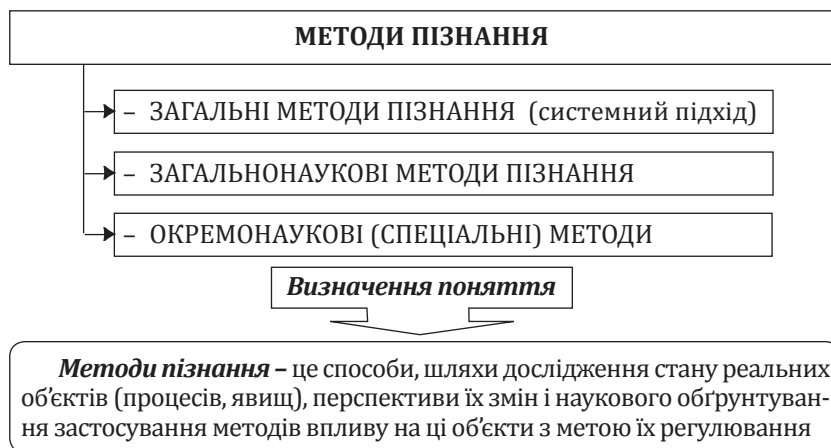 МЕТОДИ ПІЗНАННЯ
– ЗАГАЛЬНІ МЕТОДИ ПІЗНАННЯ (системний підхід)
– ЗАГАЛЬНОНАУКОВІ МЕТОДИ ПІЗНАННЯ
– ОКРЕМОНАУКОВІ (СПЕЦІАЛЬНІ) МЕТОДИ
Визначення поняття
Методи пізнання – це способи, шляхи дослідження стану реальних
об’єктів (процесів, явищ), перспективи їх змін і наукового обґрунтуван-
ня застосування методів впливу на ці об’єкти з метою їх регулювання